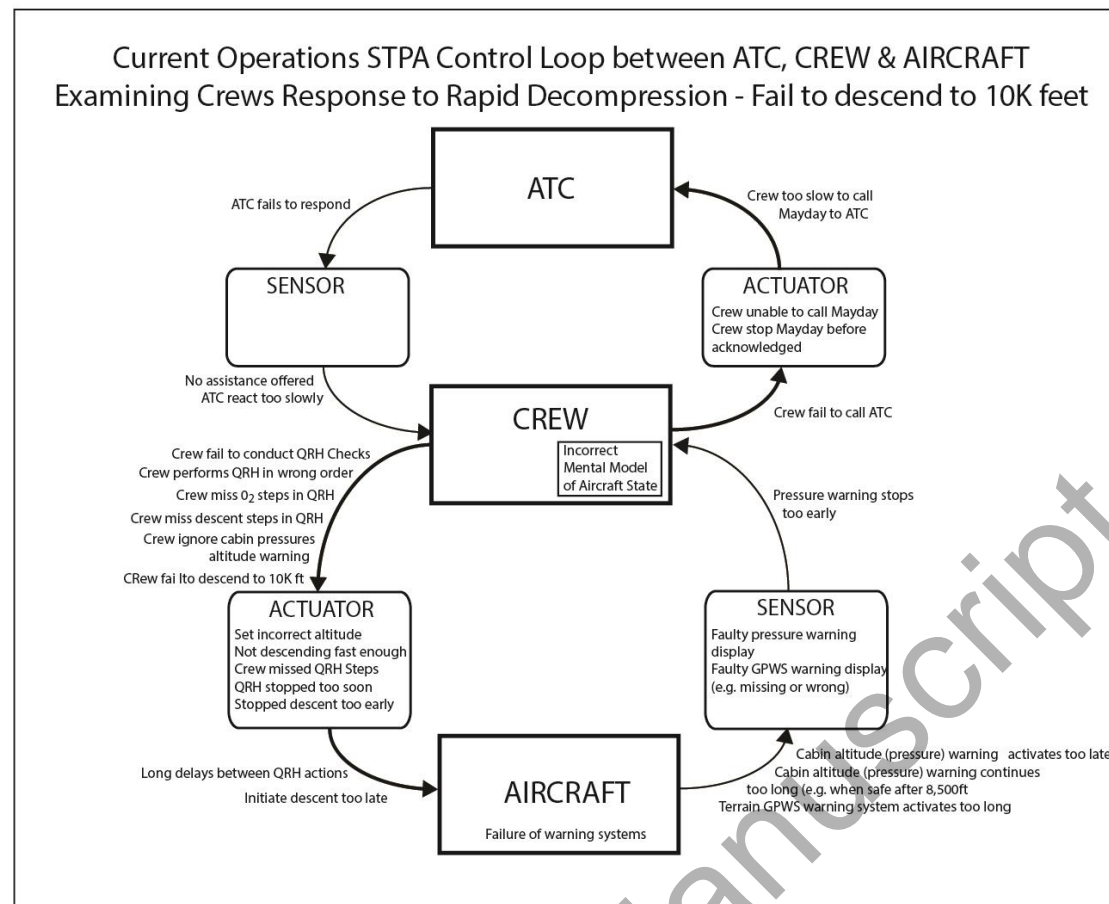 Current Operations STPA Control Loop between ATC, CREW & AIRCRAFT
Examining Crews Response to Rapid Decompression - Fail to descend to 10K feet
ATC
ATC fails to respond
Crew too slow to call
Mayday to ATC
SENSOR
ACTUATOR
Crew unable to call Mayday
Crew stop Mayday before
acknowledged
No assistance offered
ATC react too slowly
Crew fail to call ATC
CREW
Incorrect
Mental Model
of Aircraft State
Crew fail to conduct QRH Checks
Crew performs QRH in wrong order
Crew miss 0₂ steps in QRH
Crew miss descent steps in QRH
Crew ignore cabin pressures
altitude warning
CRew fai lto descend to 10K ft
Pressure warning stops
too early
ACTUATOR
Set incorrect altitude
Not descending fast enough
Crew missed QRH Steps
QRH stopped too soon
Stopped descent too early
SENSOR
Faulty pressure warning
display
Faulty GPWS warning display
(e.g. missing or wrong)
Long delays between QRH actions
Initiate descent too late
AIRCRAFT
Failure of warning systems
Cabin altitude (pressure) warning activates too late
Cabin altitude (pressure) warning continues
too long (e.g. when safe after 8,500ft
Terrain GPWS warning system activates too long
anuscript